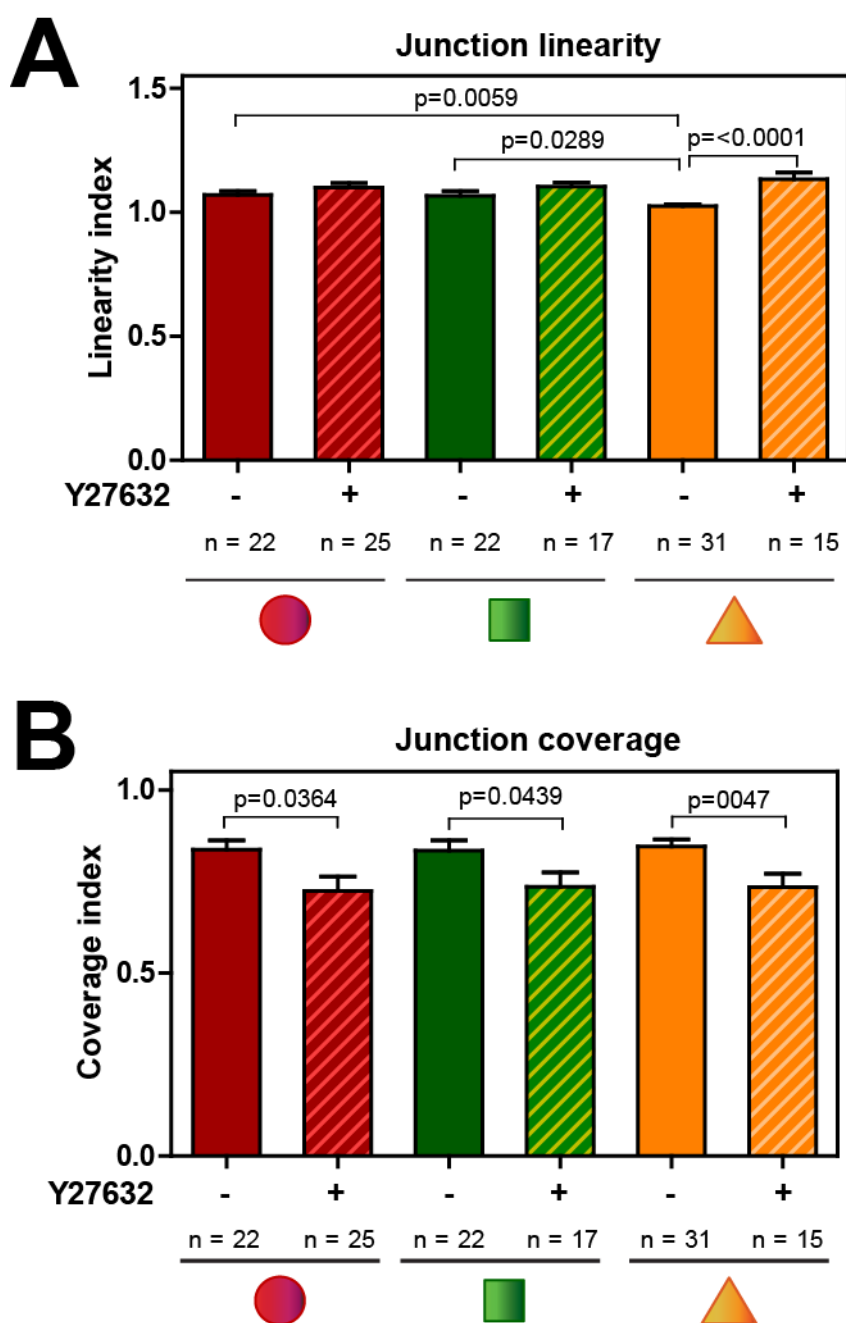 A
Junction linearity
1.5
p=0.0059
p=0.0289
p=<0.0001
1.0
Linearity index
0.5
0.0
Y27632 - + - + - +
n = 22 n = 25 n = 22 n = 17 n = 31 n = 15
B
Junction coverage
1.0
p=0.0364
p=0.0439
p=0047
Coverage index
0.5
0.0
Y27632 - + - + - +
n = 22 n = 25 n = 22 n = 17 n = 31 n = 15